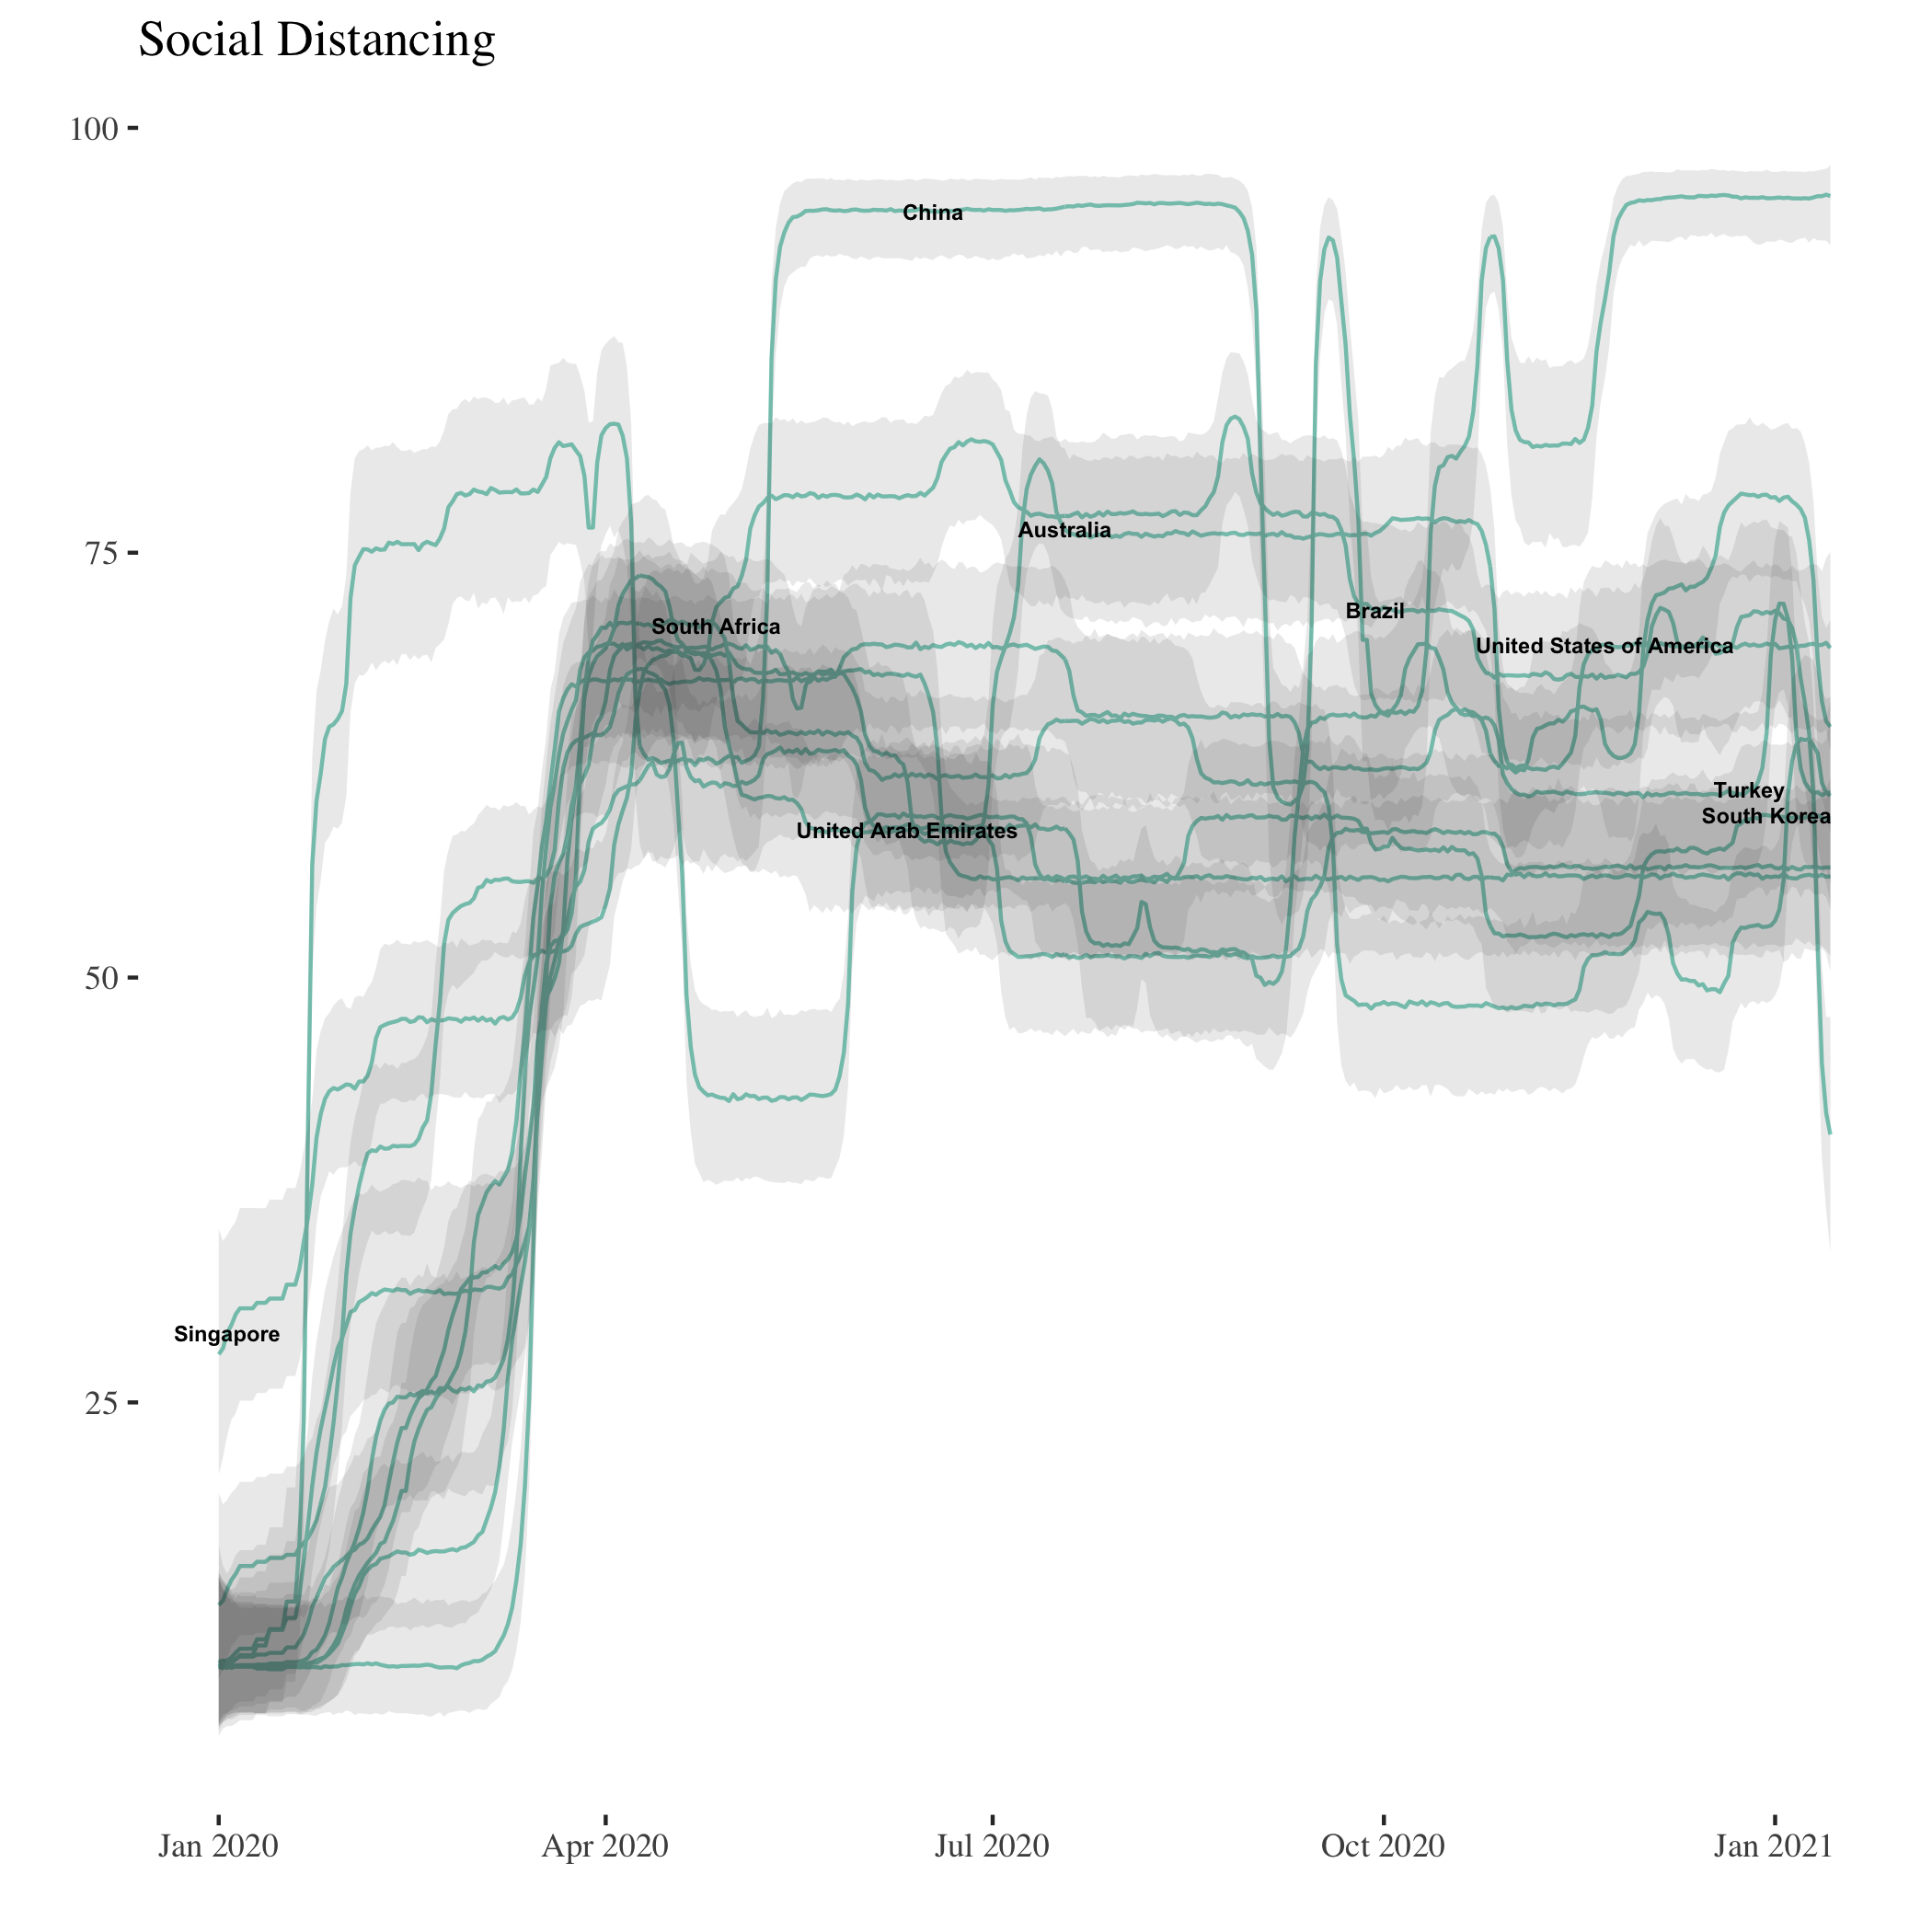 Social Distancing
100
China
Australia
75
Brazil
South Africa
United States of America
Turkey
South Korea
United Arab Emirates
50
Singapore
25
Jan 2020
Apr 2020
Jul 2020
Oct 2020
Jan 2021